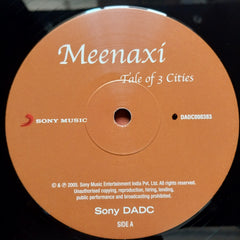 Meenaxi
Tale of 3 Cities
SONY MUSIC
DADC000383
© & ℗ 2005. Sony Music Entertainment India Pvt. Ltd. All rights reserved.
Unauthorised copying, reproduction, hiring, lending,
public performance and broadcasting prohibited.
Sony DADC
SIDE A